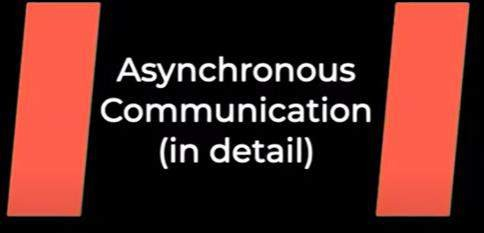 Asynchronous
Communication
(in detail)